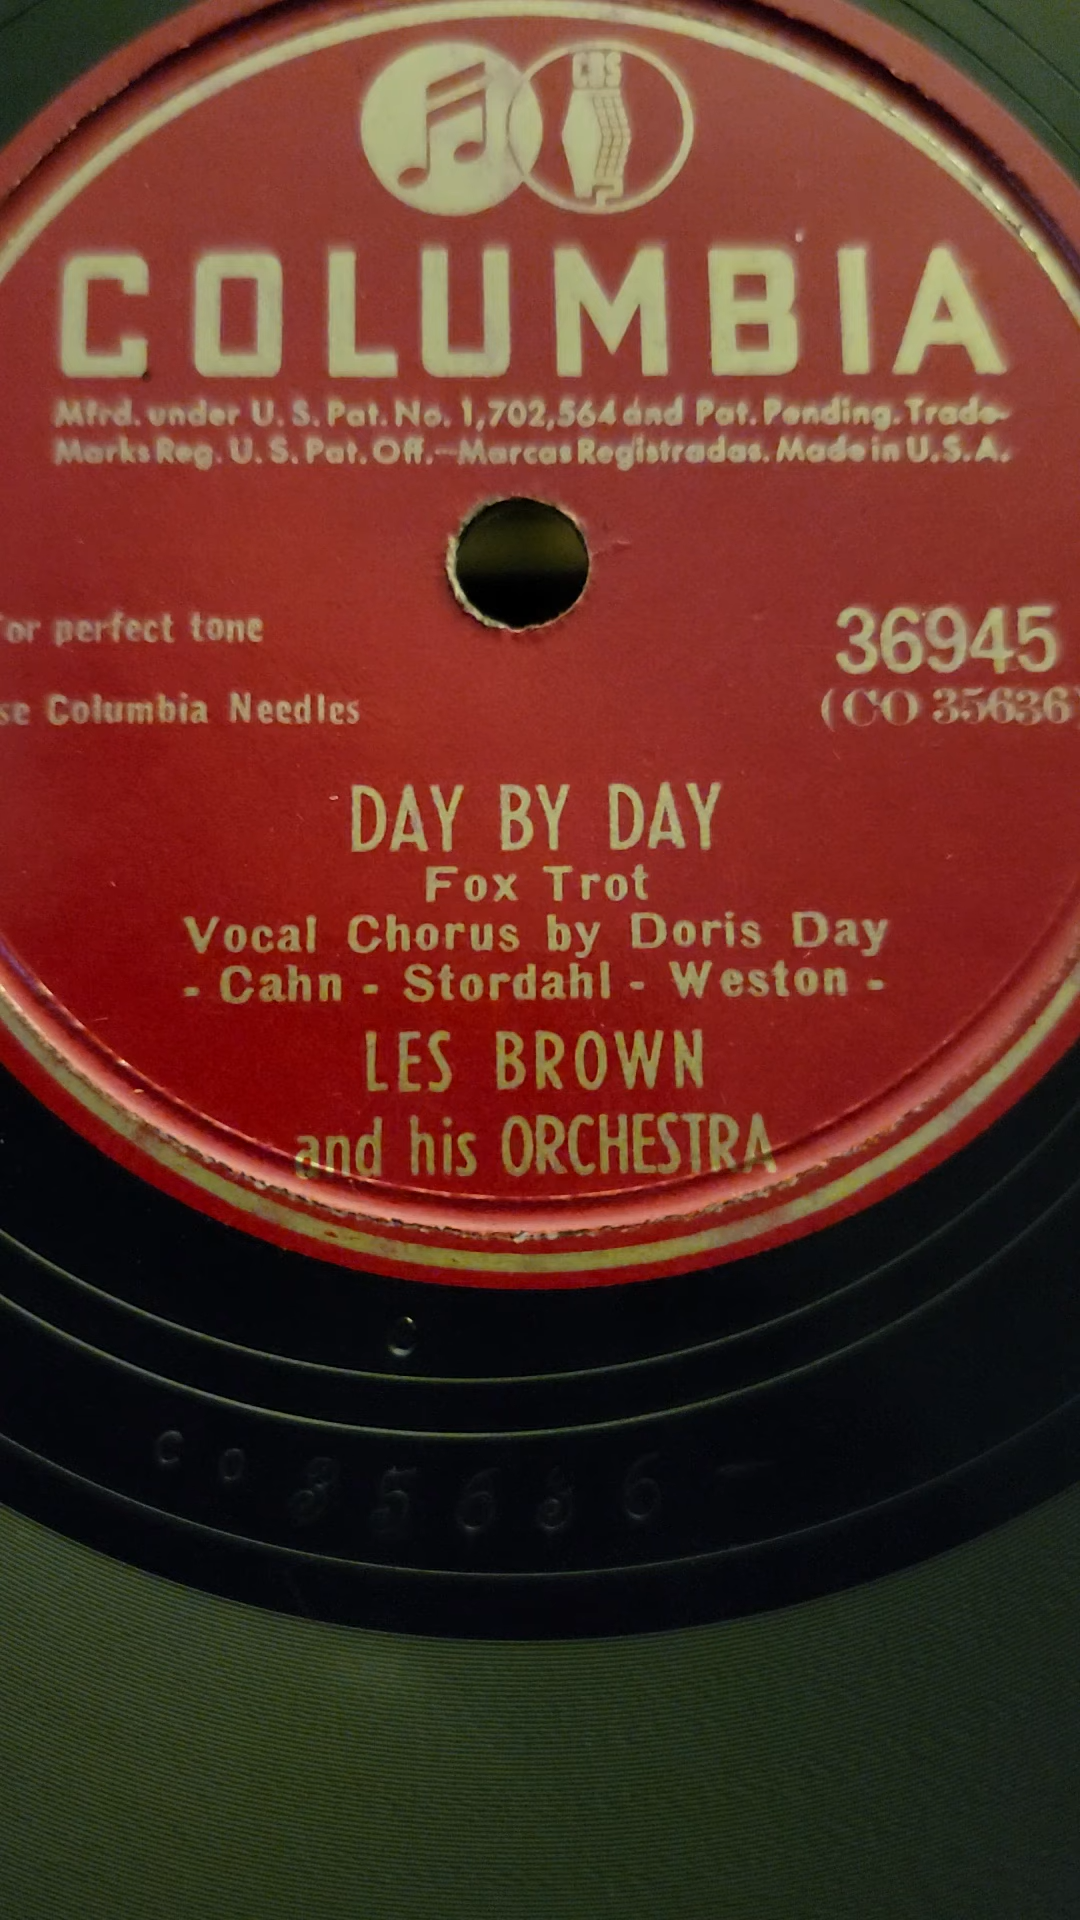 CBS
COLUMBIA
Mfrd. under U. S. Pat. No. 1,702,564 and Pat. Pending. Trade-
Marks Reg. U. S. Pat. Off.—Marcas Registradas. Made in U.S.A.
or perfect tone
36945
se Columbia Needles
(CO 35636)
DAY BY DAY
Fox Trot
Vocal Chorus by Doris Day
- Cahn - Stordahl - Weston -
LES BROWN
and his ORCHESTRA
C
CO 35636 -